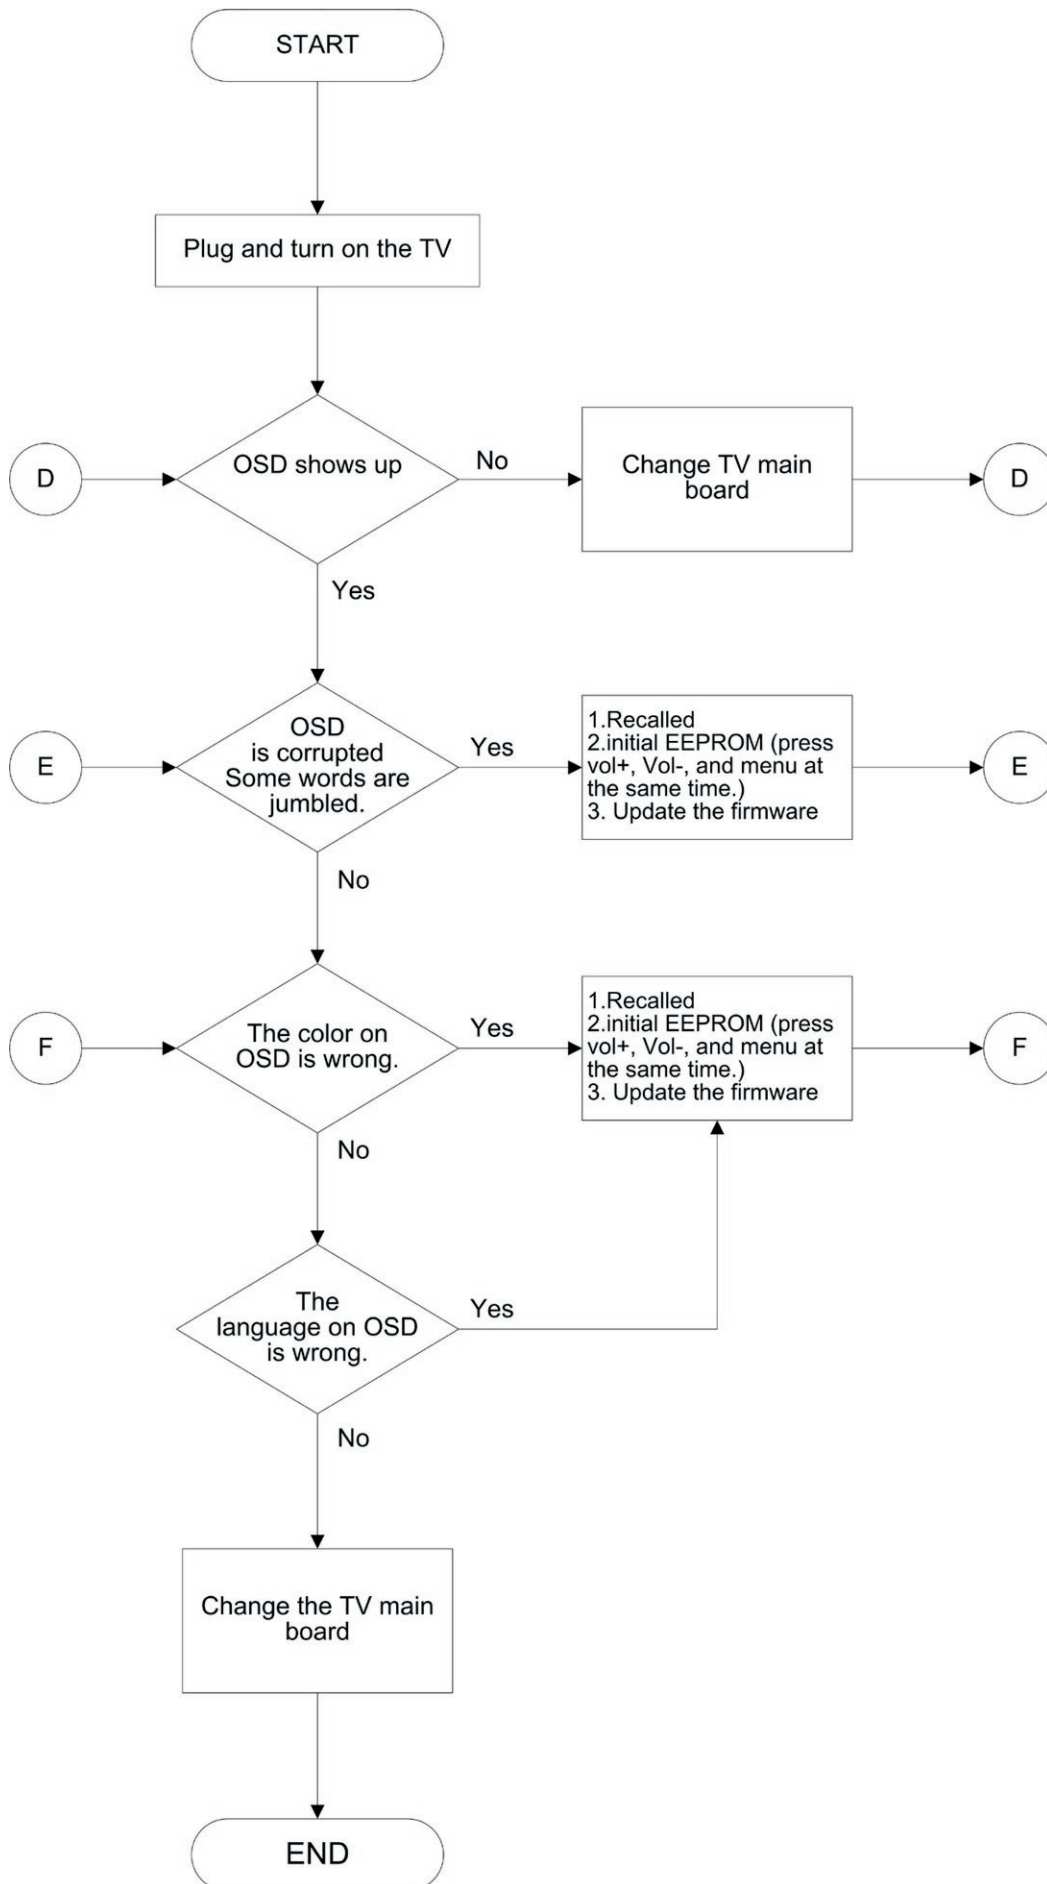 START
Plug and turn on the TV
D
OSD shows up
No
Change TV main
board
D
Yes
E
OSD
is corrupted
Some words are
jumbled.
Yes
1.Recalled
2.initial EEPROM (press
vol+, Vol-, and menu at
the same time.)
3. Update the firmware
E
No
F
The color on
OSD is wrong.
Yes
1.Recalled
2.initial EEPROM (press
vol+, Vol-, and menu at
the same time.)
3. Update the firmware
F
No
The
language on OSD
is wrong.
Yes
No
Change the TV main
board
END